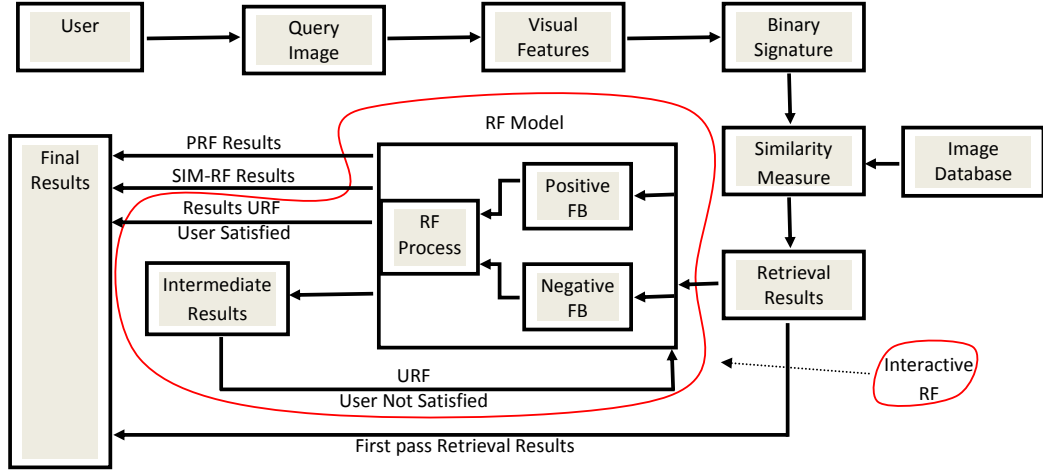 User
Query
Image
Visual
Features
Binary
Signature
RF Model
Final
Results
PRF Results
SIM-RF Results
Results URF
User Satisfied
RF
Process
Positive
FB
Negative
FB
Similarity
Measure
Image
Database
Intermediate
Results
Retrieval
Results
URF
User Not Satisfied
Interactive
RF
First pass Retrieval Results